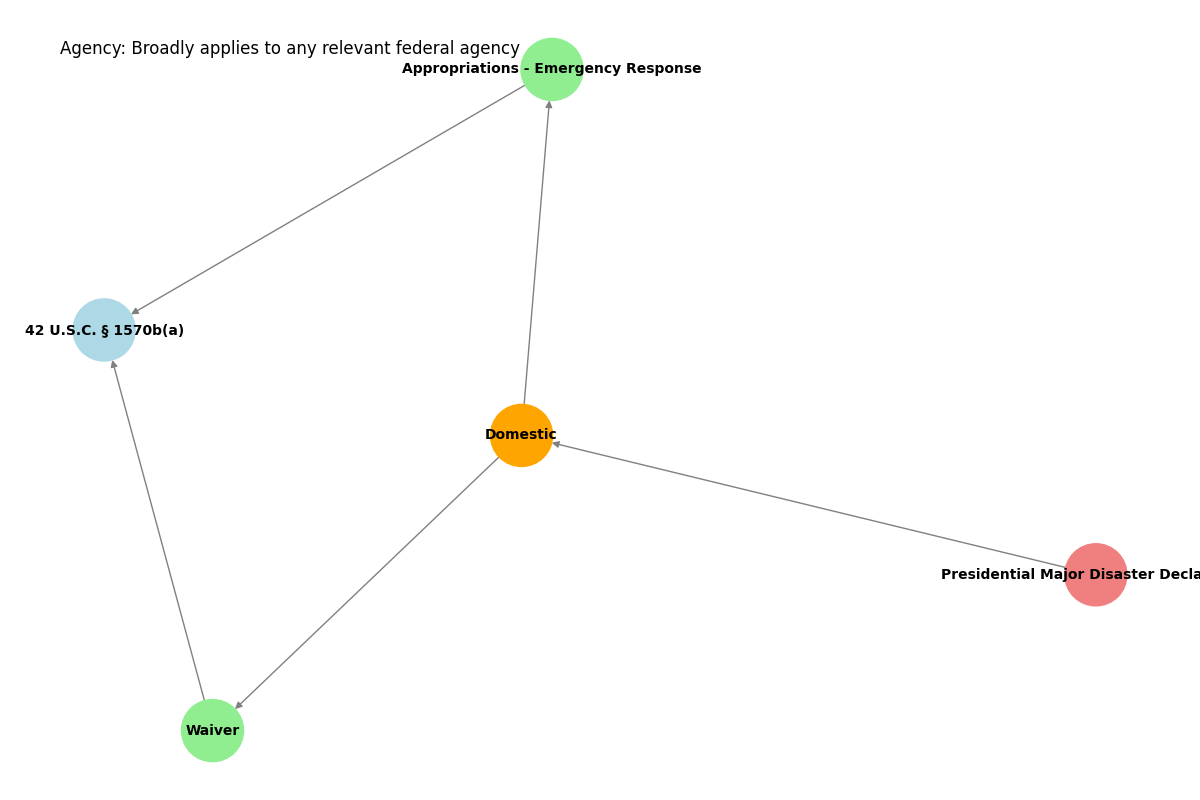 Agency: Broadly applies to any relevant federal agency
Appropriations - Emergency Response
42 U.S.C. § 1570b(a)
Domestic
Presidential Major Disaster Decla
Waiver